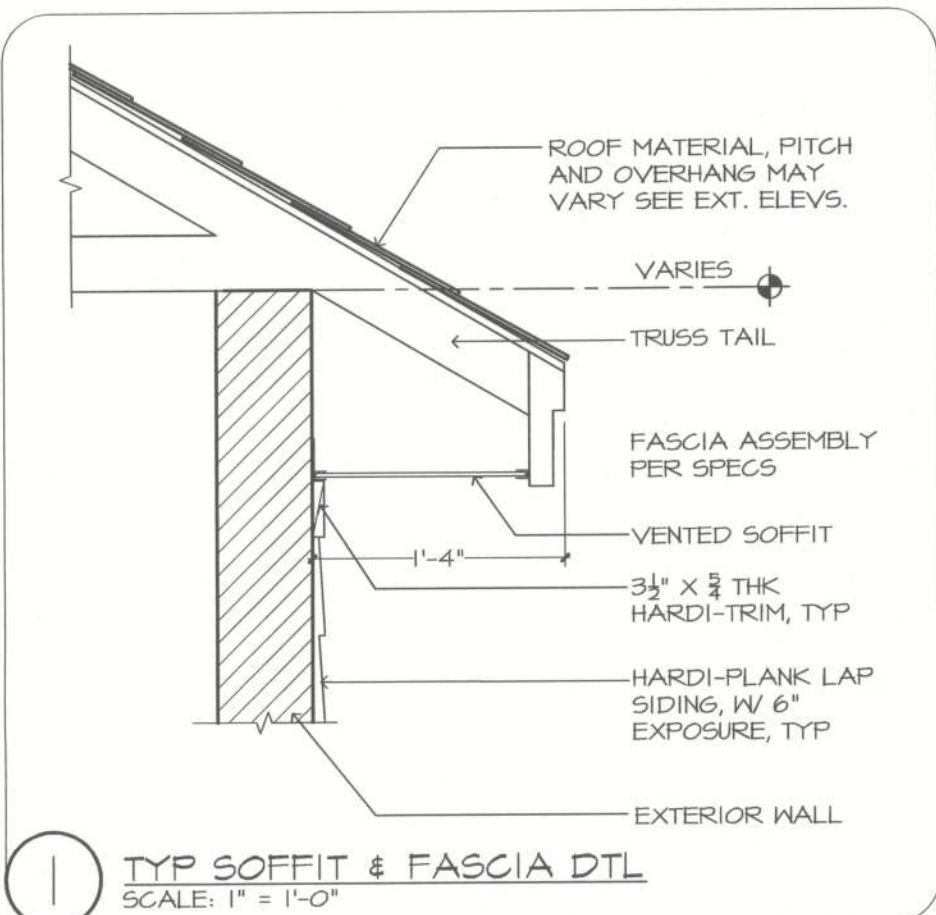 ROOF MATERIAL, PITCH
AND OVERHANG MAY
VARY SEE EXT. ELEVS.
VARIES
TRUSS TAIL
FASCIA ASSEMBLY
PER SPECS
VENTED SOFFIT
1'-4"
3½" X 5/4 THK
HARDI-TRIM, TYP
HARDI-PLANK LAP
SIDING, W/ 6"
EXPOSURE, TYP
EXTERIOR WALL
1
TYP SOFFIT & FASCIA DTL
SCALE: 1" = 1'-0"